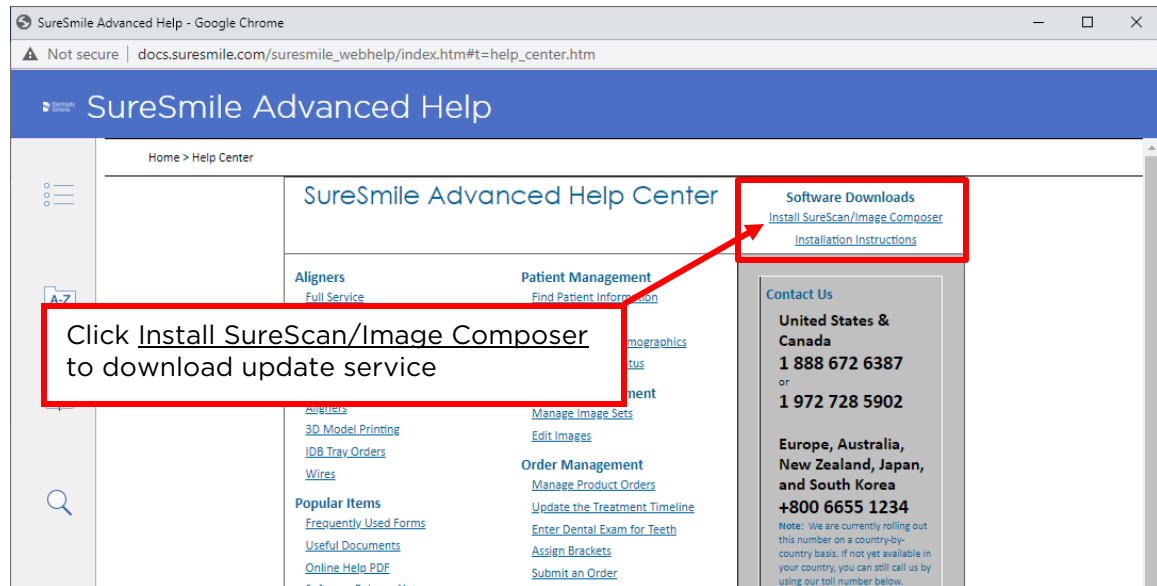 SureSmile Advanced Help - Google Chrome
Not secure | docs.suresmile.com/suresmile_webhelp/index.htm#t=help_center.htm
SureSmile Advanced Help
Home > Help Center
SureSmile Advanced Help Center
Software Downloads
Install SureScan/Image Composer
Installation Instructions
Aligners
Full Service
Patient Management
Find Patient Information
A-Z
Click Install SureScan/Image Composer
to download update service
mographics
tus
ment
Aligners
3D Model Printing
IDB Tray Orders
Wires
Popular Items
Frequently Used Forms
Useful Documents
Online Help PDF
Manage Image Sets
Edit Images
Order Management
Manage Product Orders
Update the Treatment Timeline
Enter Dental Exam for Teeth
Assign Brackets
Submit an Order
Contact Us
United States &
Canada
1 888 672 6387
or
1 972 728 5902
Europe, Australia,
New Zealand, Japan,
and South Korea
+800 6655 1234
Note: We are currently rolling out
this number on a country-by-
country basis. If not yet available in
your country, you can still call us by
using our toll number below.